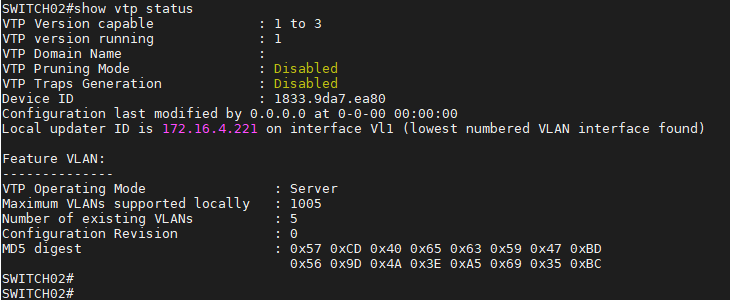 SWITCH02#show vtp status
VTP Version capable             : 1 to 3
VTP version running             : 1
VTP Domain Name                 :
VTP Pruning Mode                : Disabled
VTP Traps Generation            : Disabled
Device ID                       : 1833.9da7.ea80
Configuration last modified by 0.0.0.0 at 0-0-00 00:00:00
Local updater ID is 172.16.4.221 on interface Vl1 (lowest numbered VLAN interface found)

Feature VLAN:
--------------
VTP Operating Mode                : Server
Maximum VLANs supported locally   : 1005
Number of existing VLANs          : 5
Configuration Revision            : 0
MD5 digest                        : 0x57 0xCD 0x40 0x65 0x63 0x59 0x47 0xBD
                                    0x56 0x9D 0x4A 0x3E 0xA5 0x69 0x35 0xBC
SWITCH02#
SWITCH02#